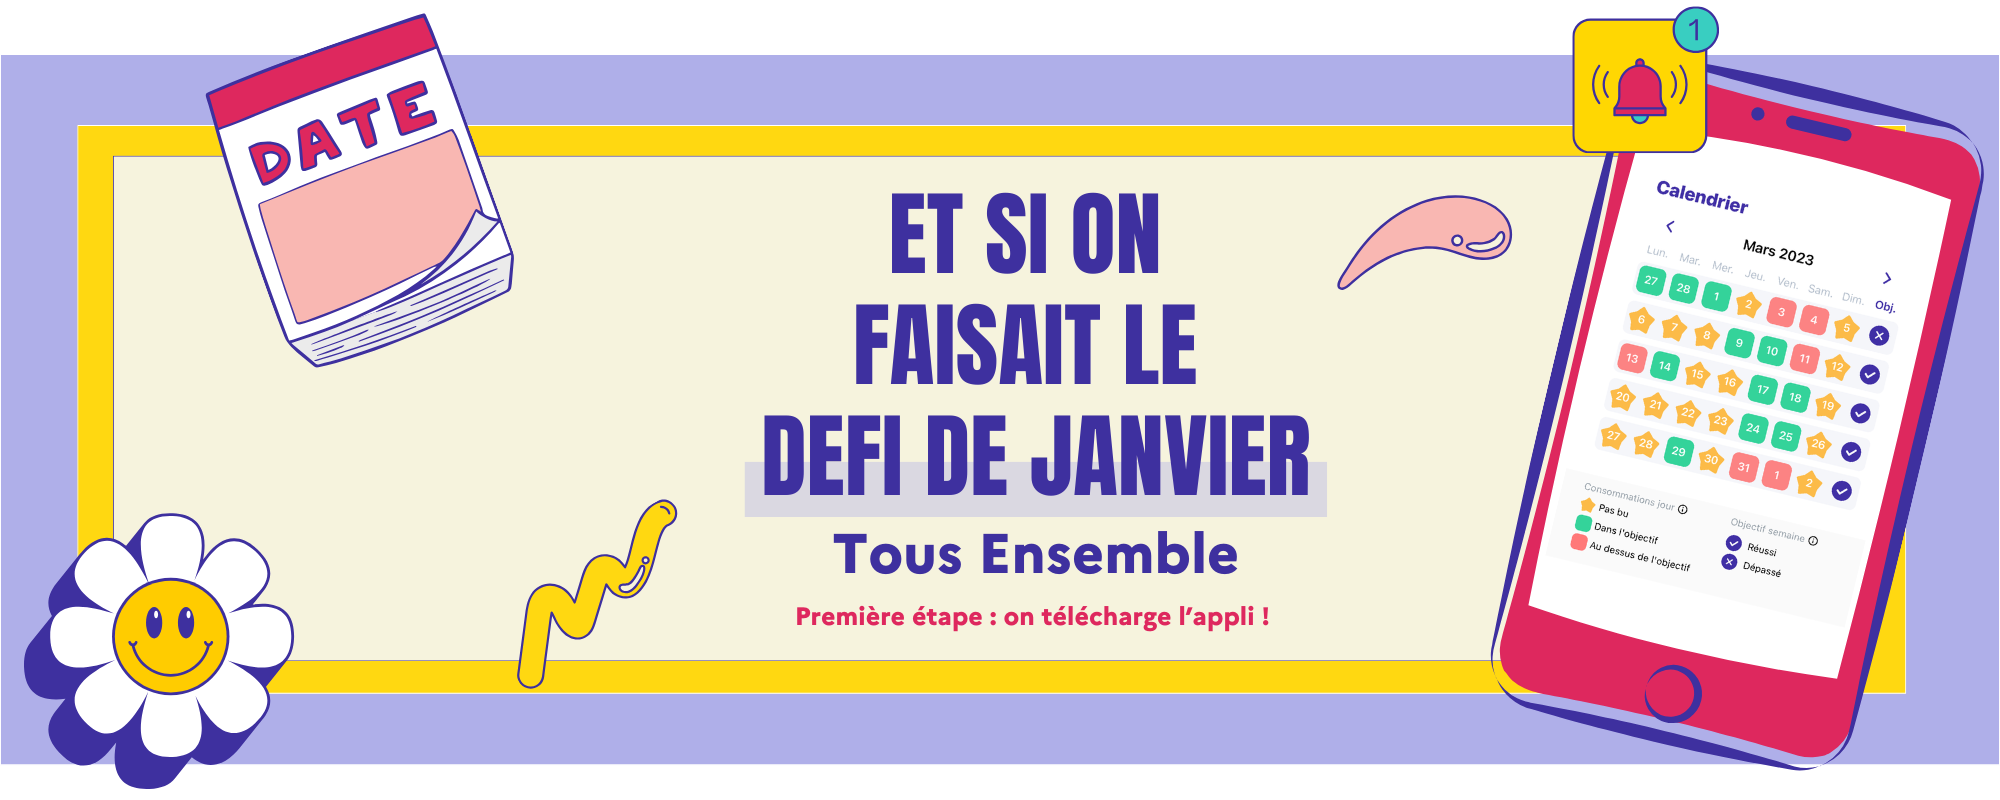 DATE
ET SI ON
FAISAIT LE
DEFI DE JANVIER
Tous Ensemble
Première étape : on télécharge l'appli !
1
Calendrier
Mars 2023
Lun. Mar. Mer. Jeu. Ven. Sam. Dim. Obj.
27 28 1 2 3 4 5
6 7 8 9 10 11 12
13 14 15 16 17 18 19
20 21 22 23 24 25 26
27 28 29 30 31 1 2
Consommations jour
Pas bu
Dans l'objectif
Au dessus de l'objectif
Objectif semaine
Réussi
Dépassé